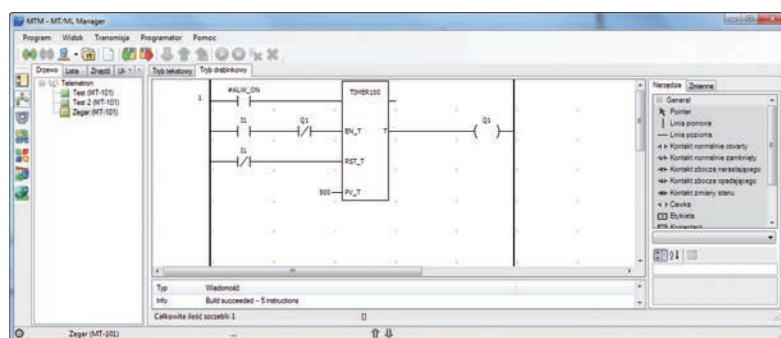 MTM - MT/ML Manager
Program Widok Transmisja Programator Pomoc
Drzewo Lista Znajdź
Tryb tekstowy Tryb drabinkowy
Telemetron
Test (MT-101)
Test 2 (MT-101)
Zegar (MT-101)
1
#ALW_ON
TIMER100
I1
Q1
EN_T
T
Q1
I1
RST_T
500
PV_T
Narzędzia Zmienne
General
Pointer
Linia pionowa
Linia pozioma
Kontakt normalnie otwarty
Kontakt normalnie zamknięty
Kontakt zbocza narastającego
Kontakt zbocza opadającego
Kontakt zmiany stanu
Cewka
Etykieta
Komentarz
Typ Wiadomość
Info Build succeeded – 5 instructions
Całkowita ilość szczebli: 1
Zegar (MT-101)